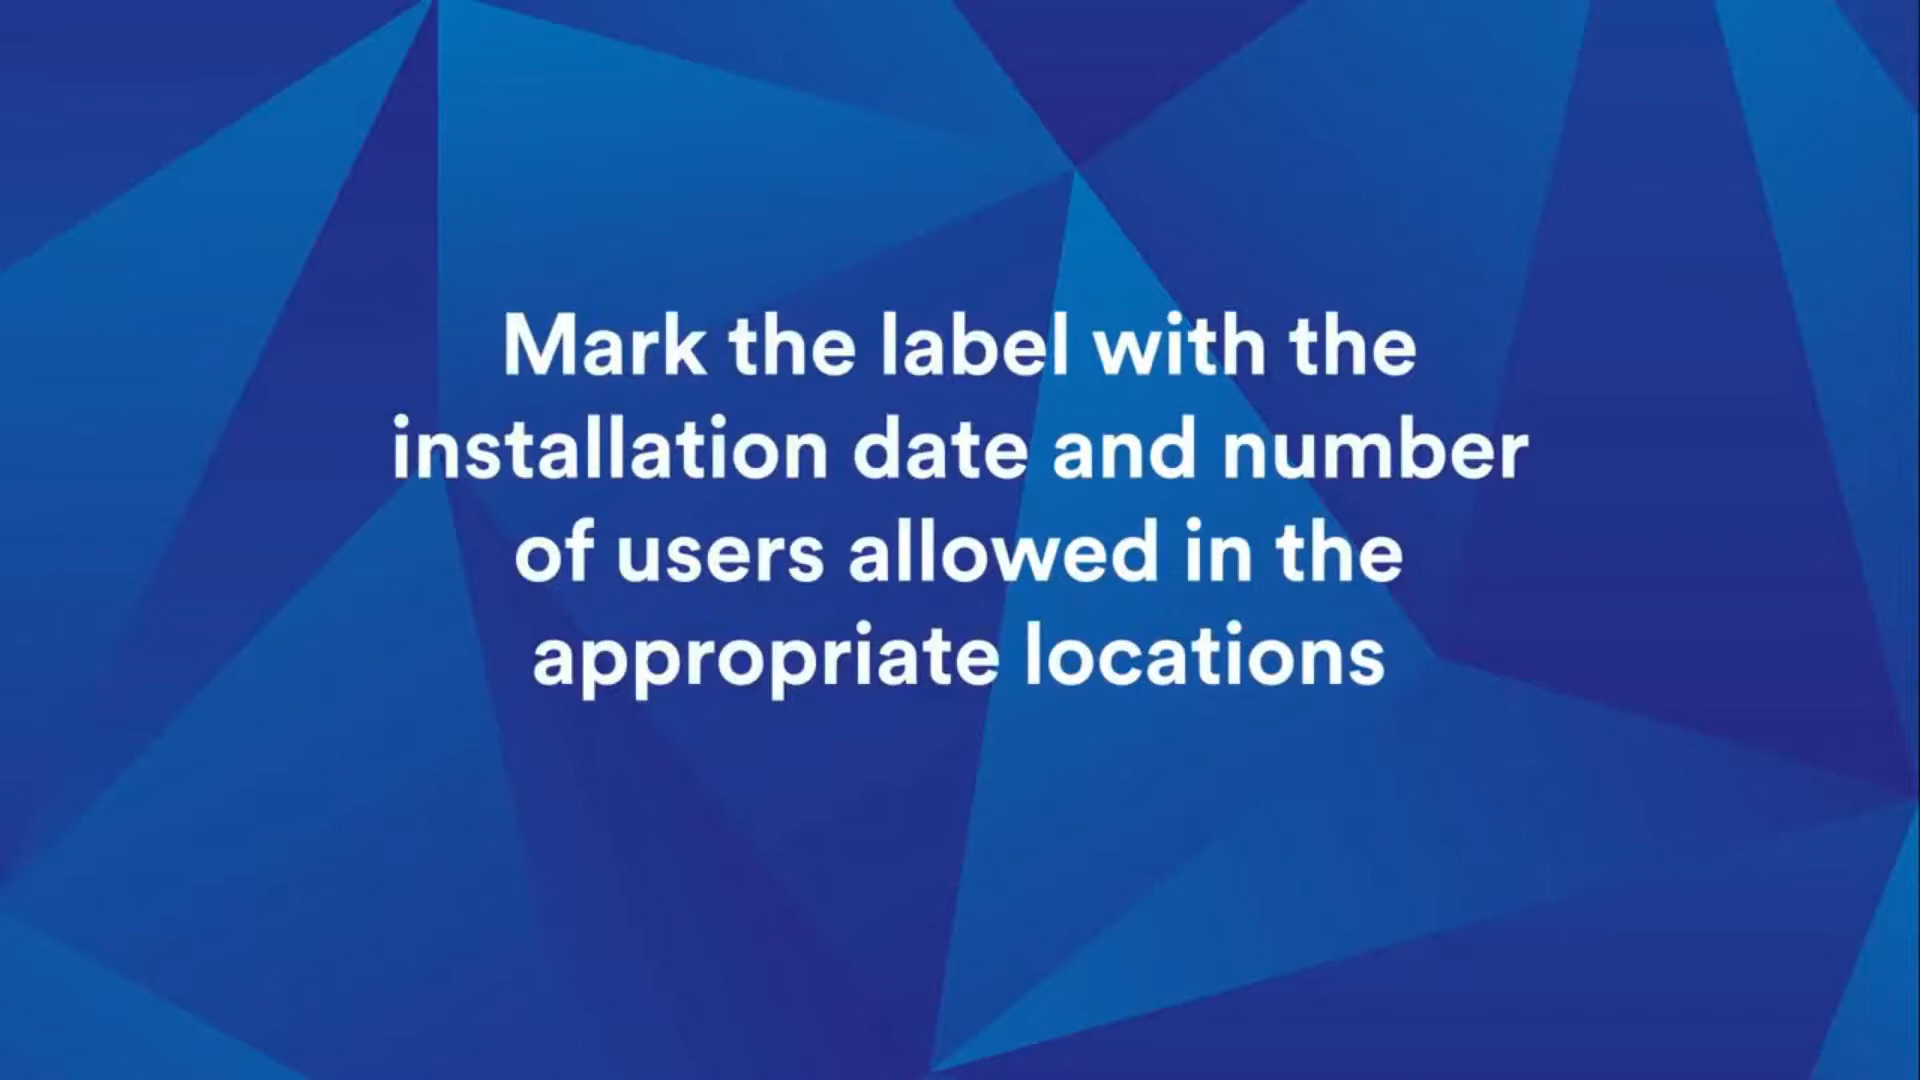 Mark the label with the
installation date and number
of users allowed in the
appropriate locations